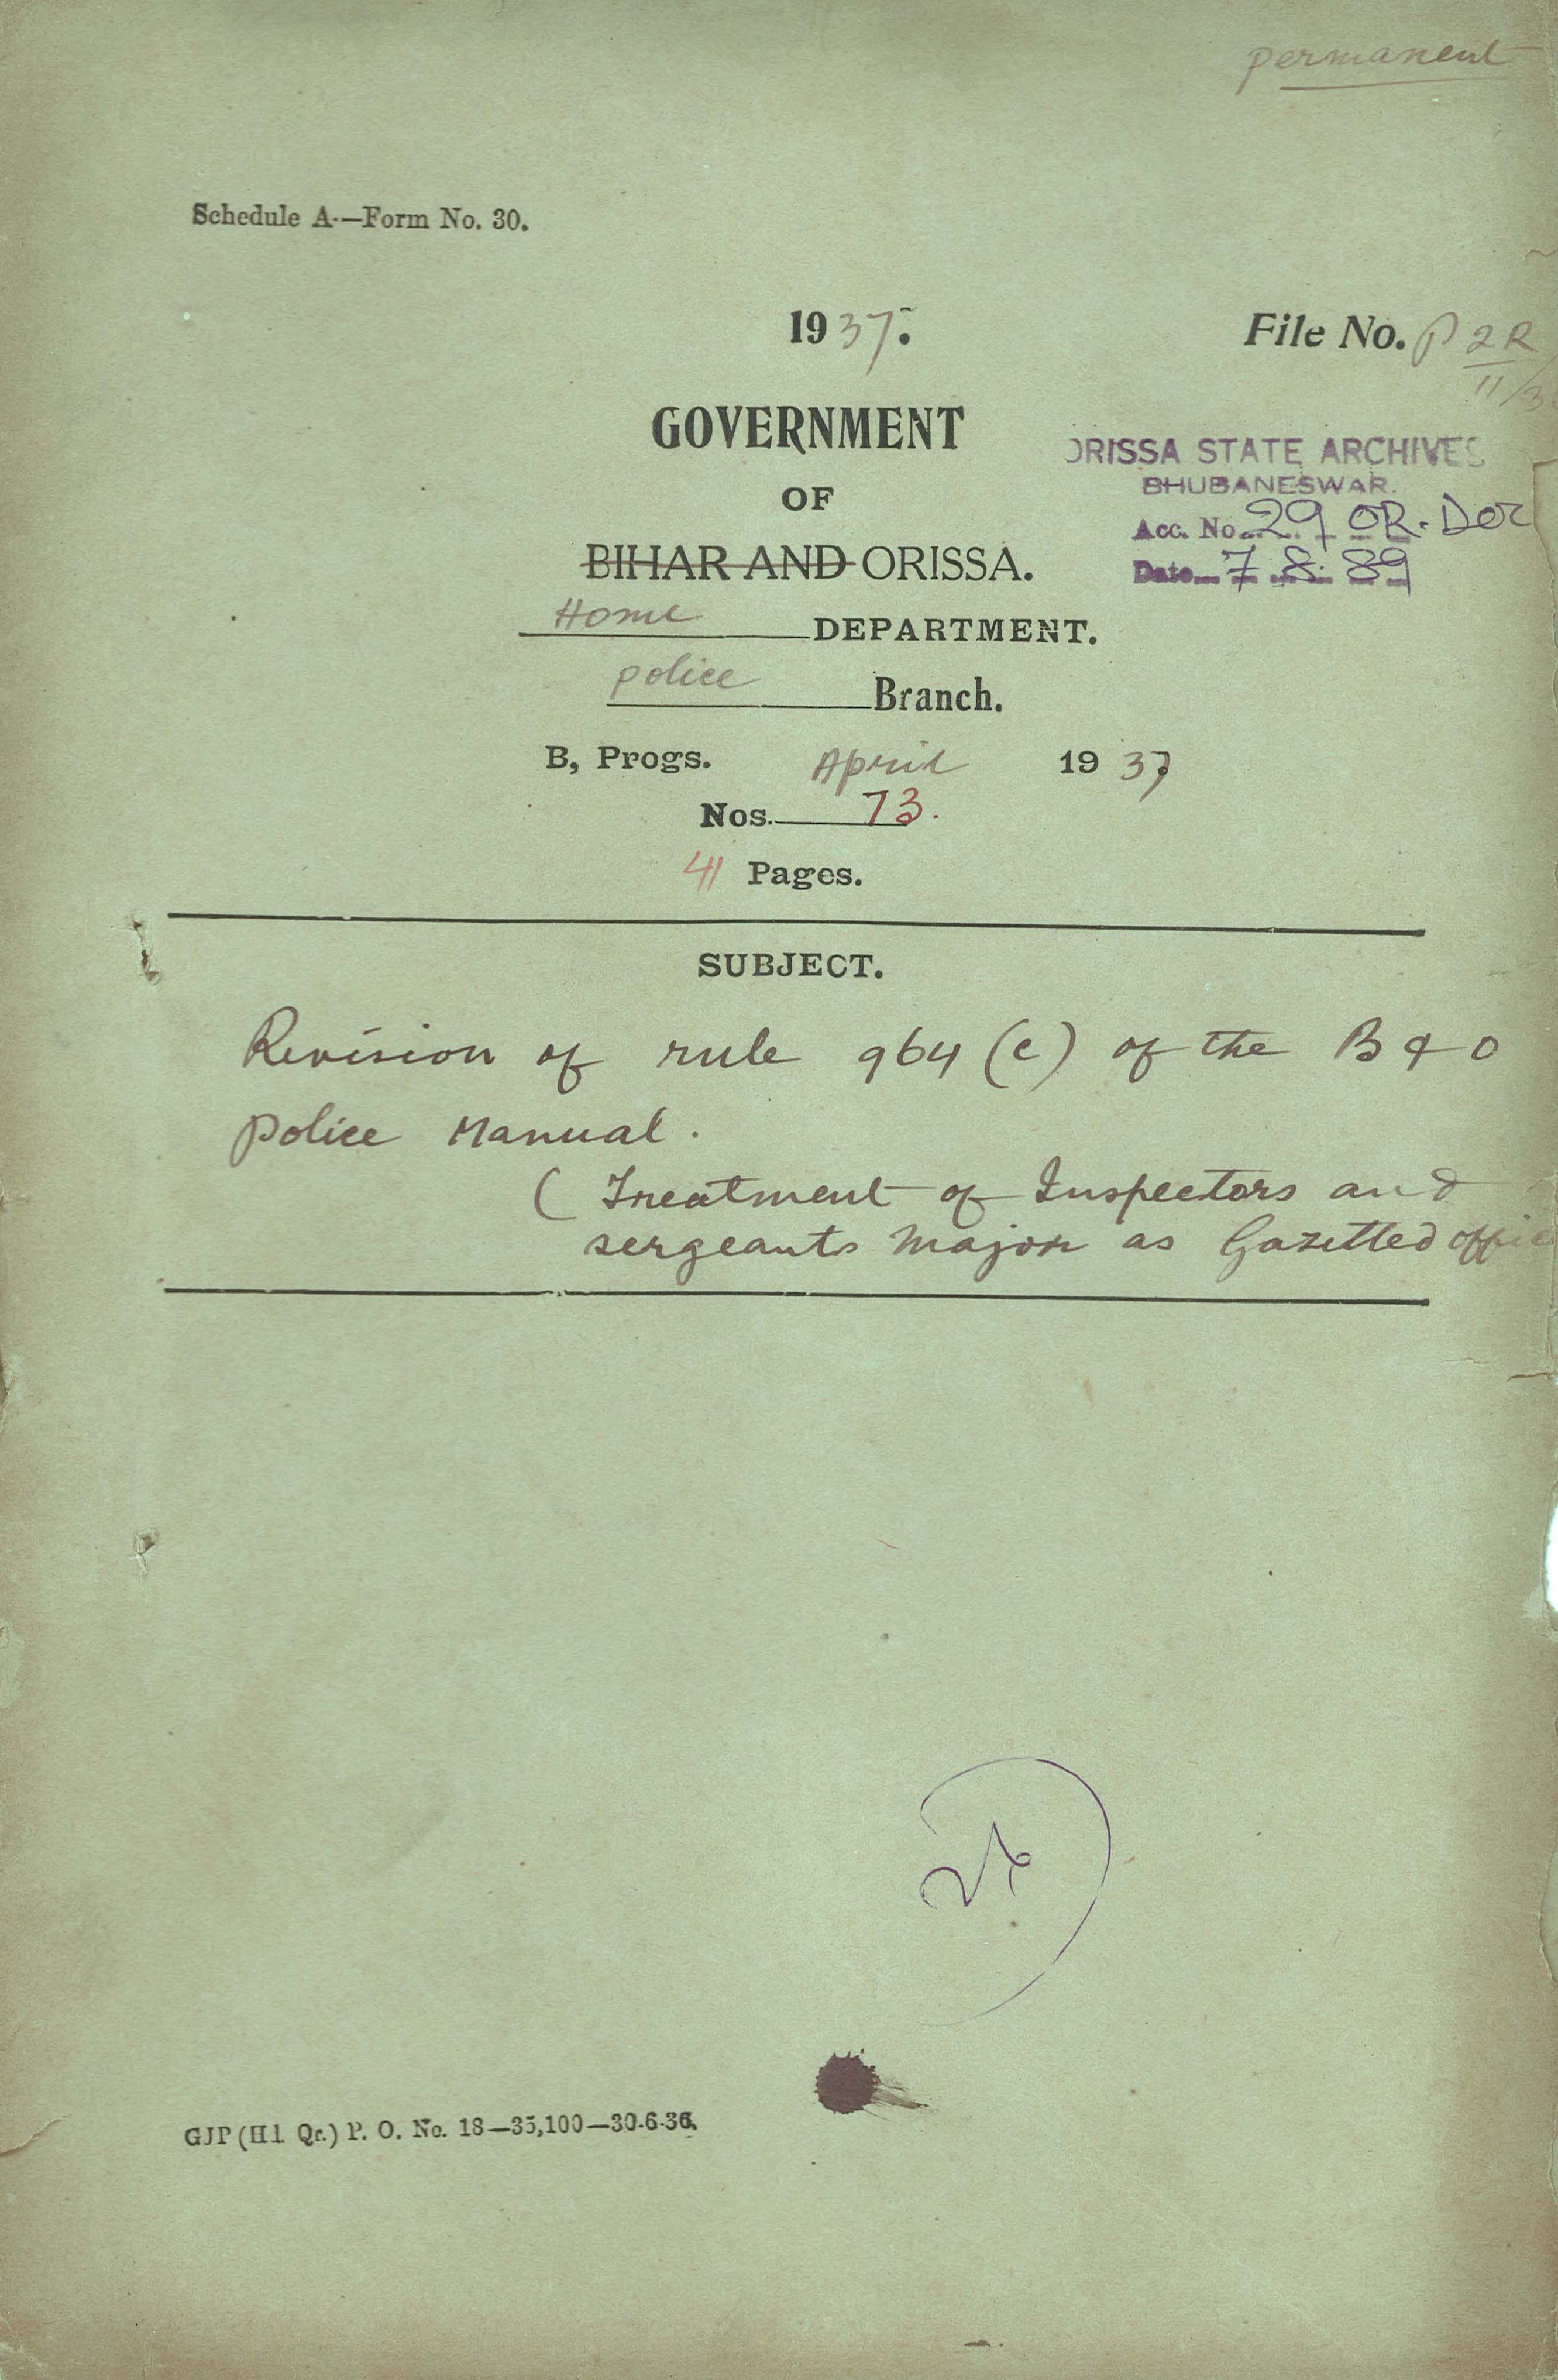 permanent
Schedule A.—Form No. 30.
1937.
File No. P 2R
11/3
GOVERNMENT
ORISSA STATE ARCHIVES
BHUBANESWAR.
OF
Acc. No. 29 OR. Doc
BIHAR AND ORISSA.
Date 7.8.89
Home DEPARTMENT.
police Branch.
B, Progs. April 1937
Nos. 73.
41 Pages.
SUBJECT.
Revision of rule 964 (c) of the B & O
police Manual.
( Treatment of Inspectors and
sergeants Major as Gazetted offic
26
GJP (H1. Qr.) P. O. No. 18—35,100—30-6-36.